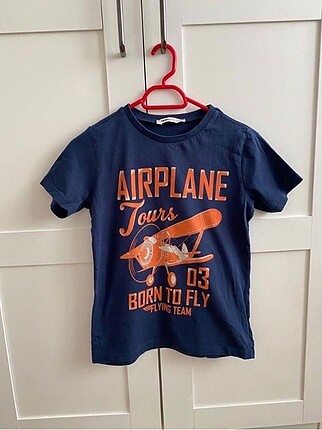 AIRPLANE
Tours
03
BORN TO FLY
FLYING TEAM